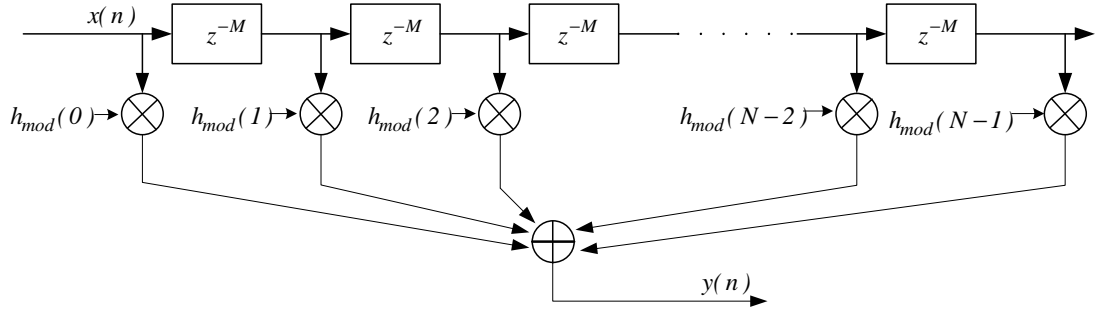 x(n)
z^{-M} z^{-M} z^{-M} . . . . . . z^{-M}
h_{mod}(0) h_{mod}(1) h_{mod}(2) h_{mod}(N-2) h_{mod}(N-1)
y(n)